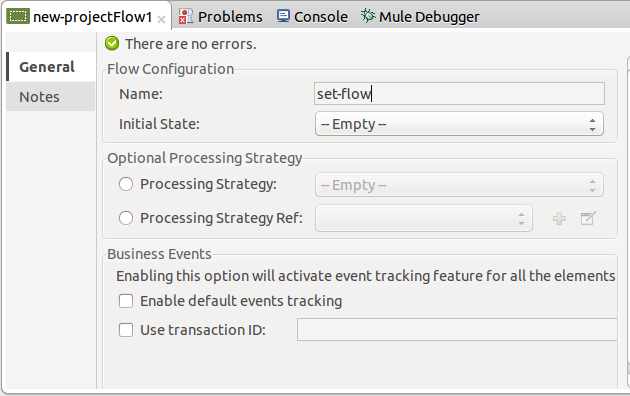 new-projectFlow1 Problems Console Mule Debugger
There are no errors.
General
Notes
Flow Configuration
Name: set-flow
Initial State: -- Empty --
Optional Processing Strategy
Processing Strategy: -- Empty --
Processing Strategy Ref:
Business Events
Enabling this option will activate event tracking feature for all the elements
Enable default events tracking
Use transaction ID: